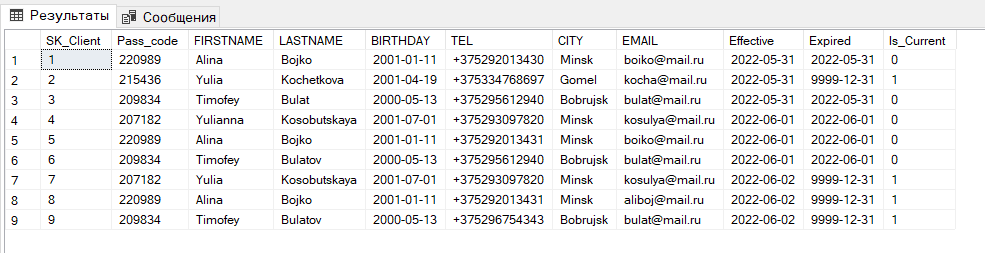 Результаты Сообщения
SK_Client Pass_code FIRSTNAME LASTNAME BIRTHDAY TEL CITY EMAIL Effective Expired Is_Current
1 1 220989 Alina Bojko 2001-01-11 +375292013430 Minsk boiko@mail.ru 2022-05-31 2022-05-31 0
2 2 215436 Yulia Kochetkova 2001-04-19 +375334768697 Gomel kocha@mail.ru 2022-05-31 9999-12-31 1
3 3 209834 Timofey Bulat 2000-05-13 +375295612940 Bobrujsk bulat@mail.ru 2022-05-31 2022-05-31 0
4 4 207182 Yulianna Kosobutskaya 2001-07-01 +375293097820 Minsk kosulya@mail.ru 2022-06-01 2022-06-01 0
5 5 220989 Alina Bojko 2001-01-11 +375292013431 Minsk boiko@mail.ru 2022-06-01 2022-06-01 0
6 6 209834 Timofey Bulatov 2000-05-13 +375295612940 Bobrujsk bulat@mail.ru 2022-06-01 2022-06-01 0
7 7 207182 Yulia Kosobutskaya 2001-07-01 +375293097820 Minsk kosulya@mail.ru 2022-06-02 9999-12-31 1
8 8 220989 Alina Bojko 2001-01-11 +375292013431 Minsk aliboj@mail.ru 2022-06-02 9999-12-31 1
9 9 209834 Timofey Bulatov 2000-05-13 +375296754343 Bobrujsk bulat@mail.ru 2022-06-02 9999-12-31 1